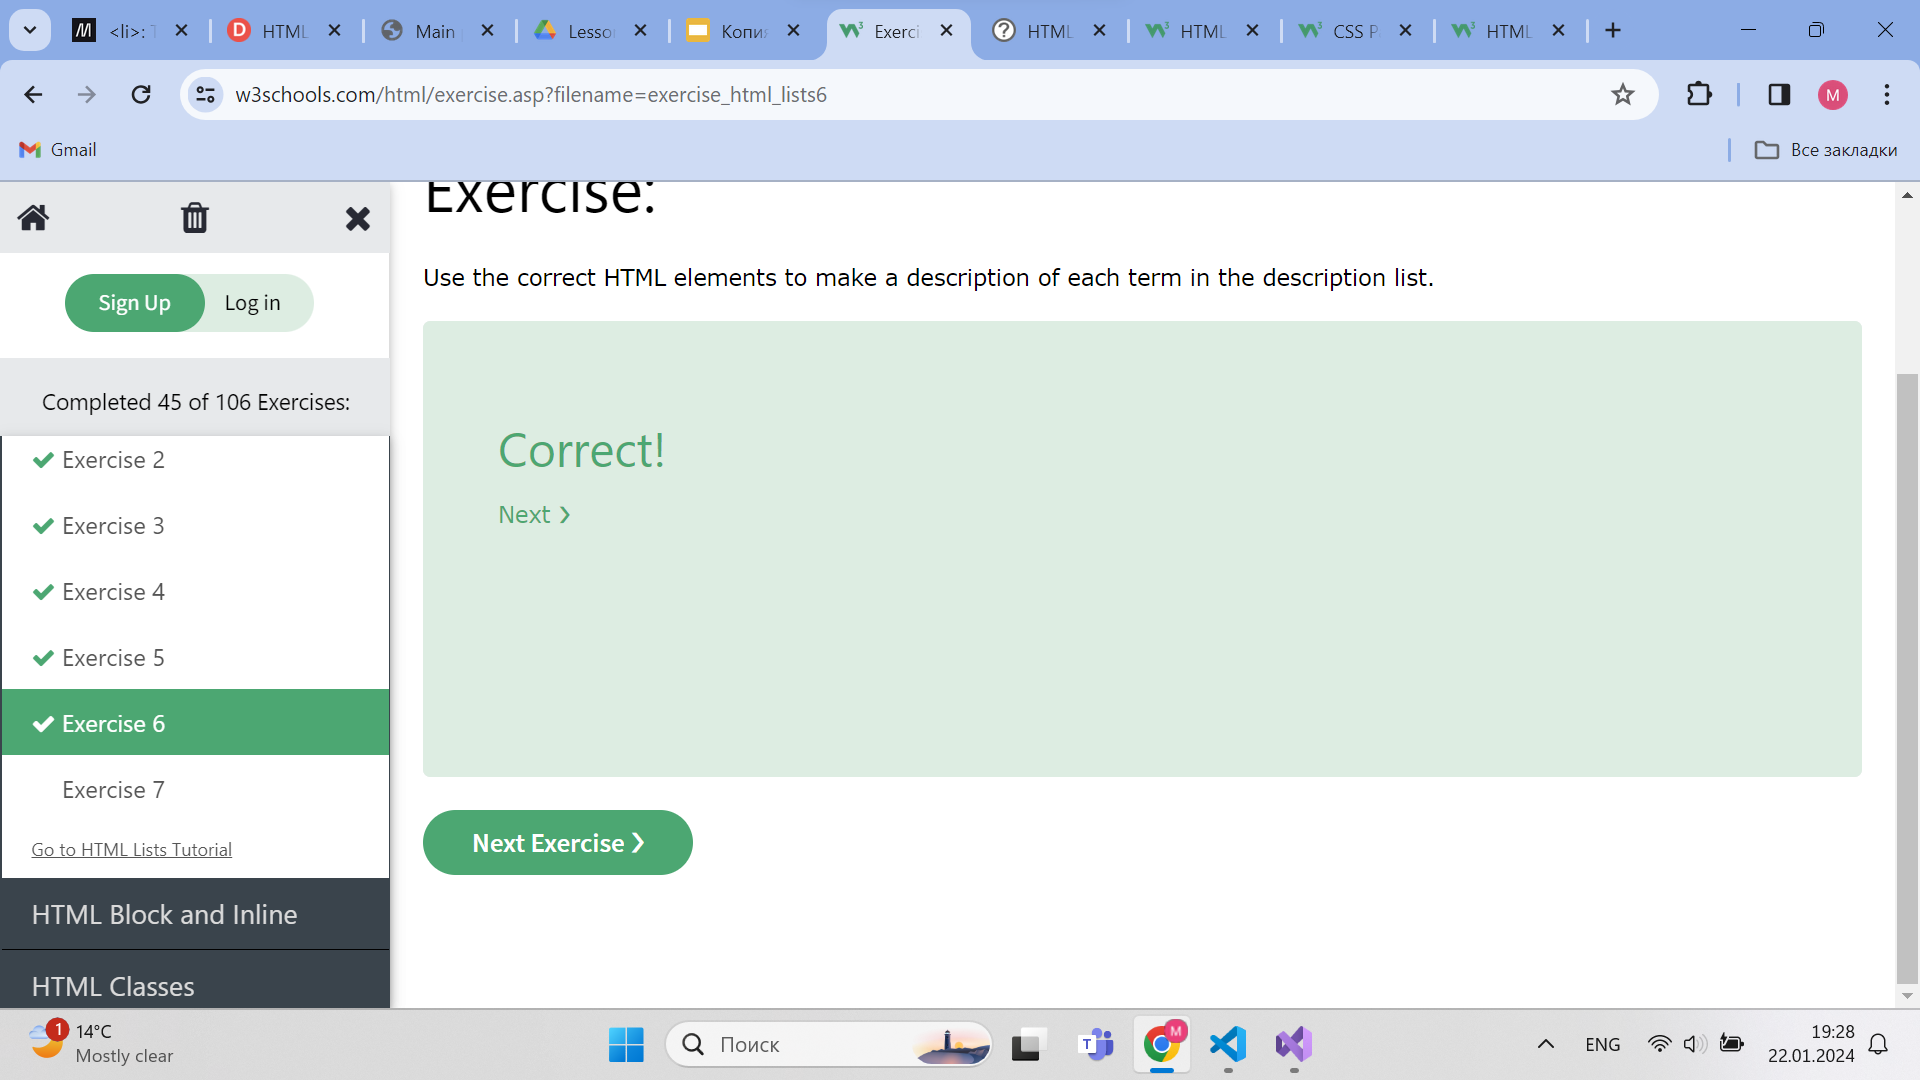 <li>:
HTML
Main
Lesso
Копи
Exerci
HTML
HTML
CSS P
HTML
w3schools.com/html/exercise.asp?filename=exercise_html_lists6
M
Gmail
Все закладки
Exercise:
Sign Up
Log in
Use the correct HTML elements to make a description of each term in the description list.
Completed 45 of 106 Exercises:
Correct!
Next ❯
Exercise 2
Exercise 3
Exercise 4
Exercise 5
Exercise 6
Exercise 7
Go to HTML Lists Tutorial
Next Exercise ❯
HTML Block and Inline
HTML Classes
1
14°C
Mostly clear
Поиск
M
ENG
19:28
22.01.2024